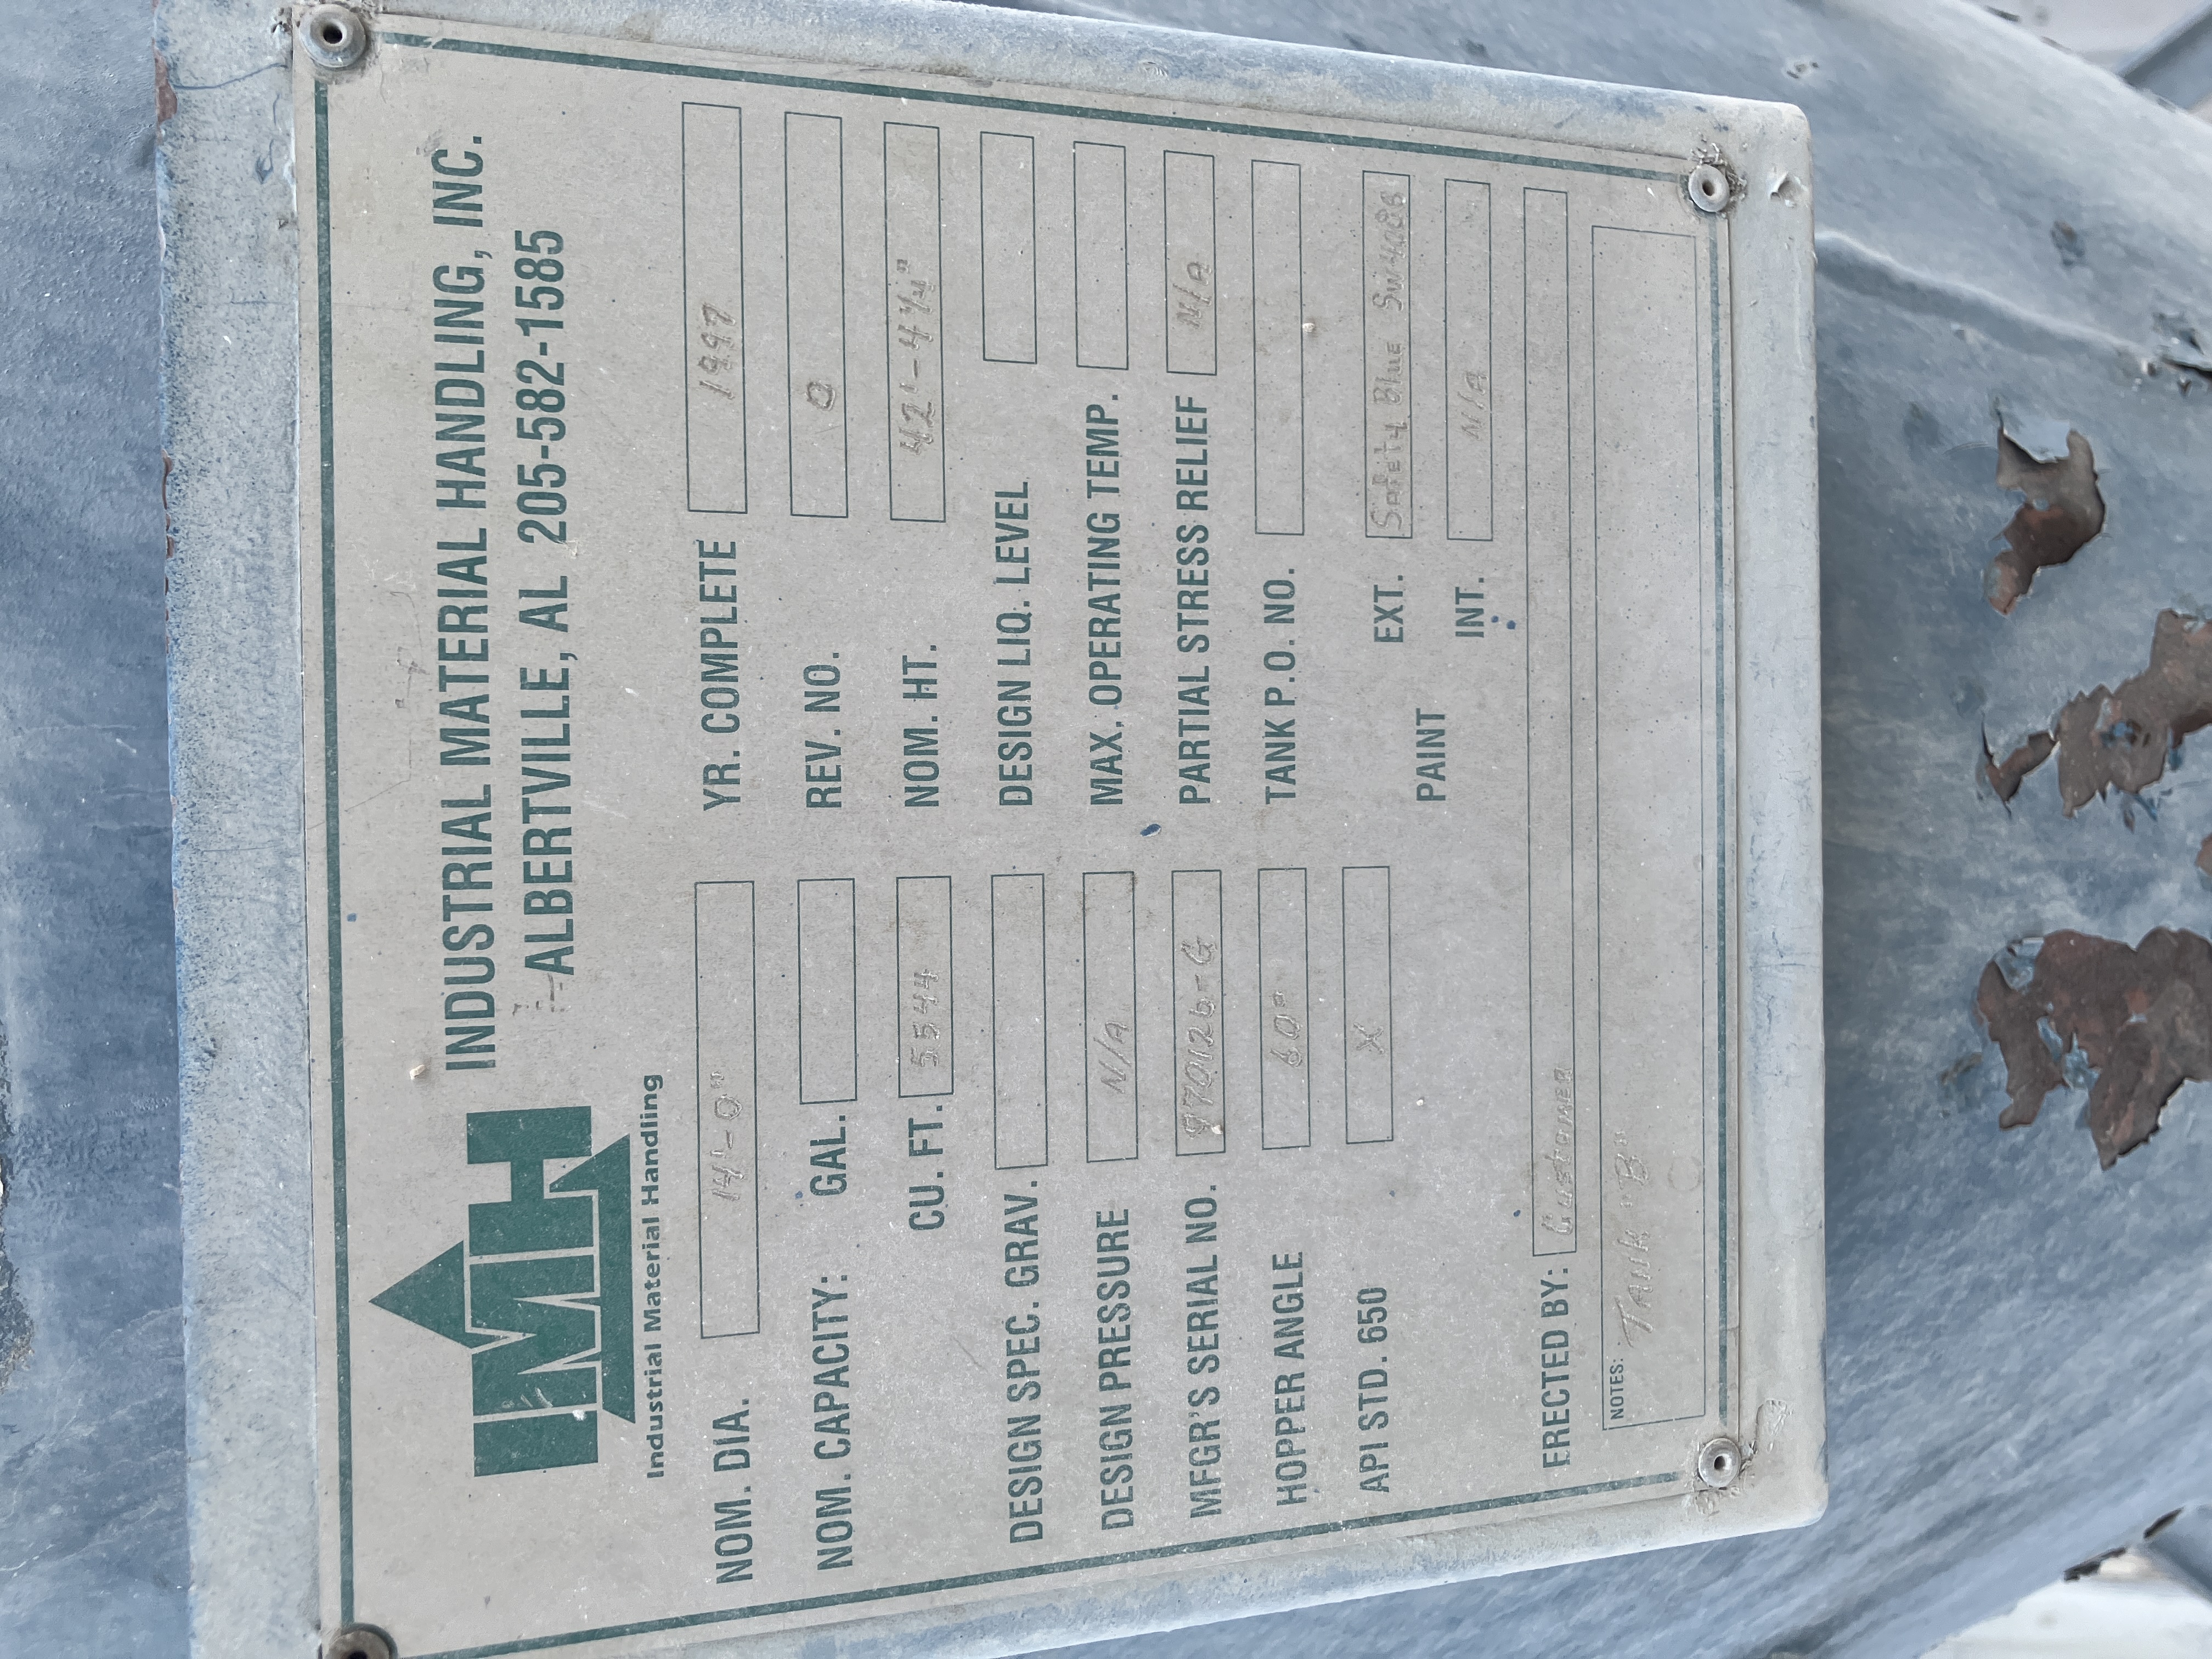 IMH
Industrial Material Handling
INDUSTRIAL MATERIAL HANDLING, INC.
ALBERTVILLE, AL 205-582-1585
NOM. DIA. 14'-0"
YR. COMPLETE 1997
NOM. CAPACITY: GAL.
REV. NO. 0
CU. FT. 5544
NOM. HT. 42'-4 1/4"
DESIGN SPEC. GRAV.
DESIGN LIQ. LEVEL
DESIGN PRESSURE N/A
MAX. OPERATING TEMP.
MFGR'S SERIAL NO. 970126-G
PARTIAL STRESS RELIEF N/A
HOPPER ANGLE 60°
TANK P.O. NO.
API STD. 650 X
PAINT
EXT. Safety Blue SW4086
INT. N/A
ERECTED BY: Customer
NOTES: TANK "B"